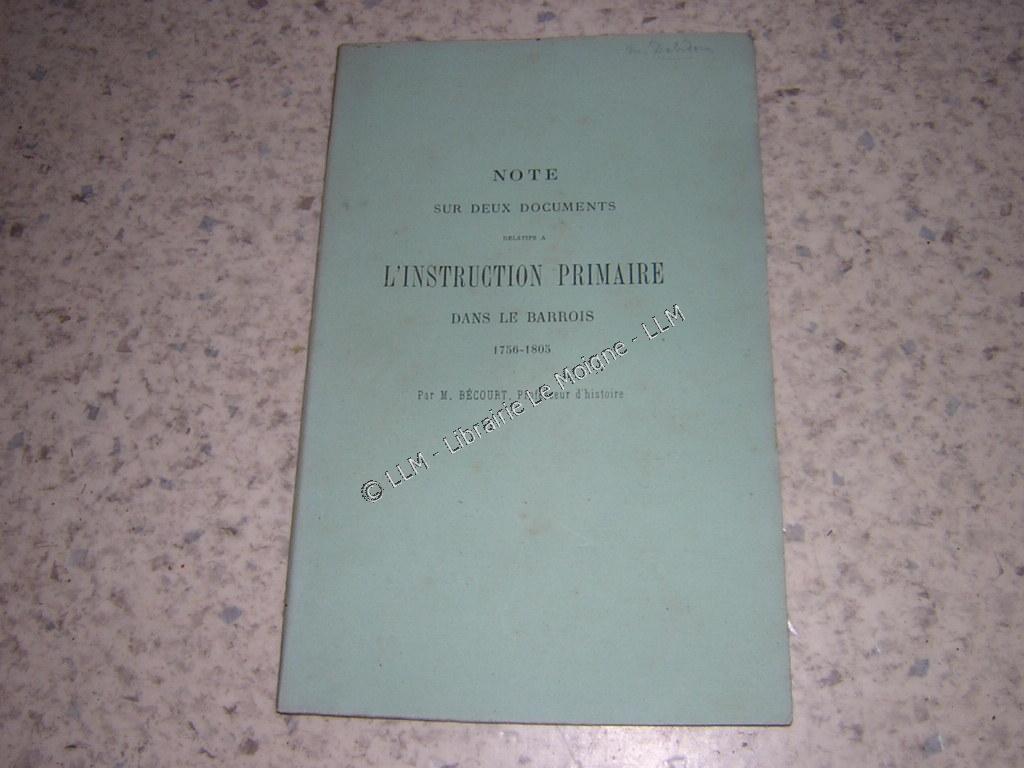 NOTE
SUR DEUX DOCUMENTS
RELATIFS A
L'INSTRUCTION PRIMAIRE
DANS LE BARROIS
1756-1805
Par M. BÉCOURT, Professeur d'histoire
© LLM - Librairie Le Moigne - LLM